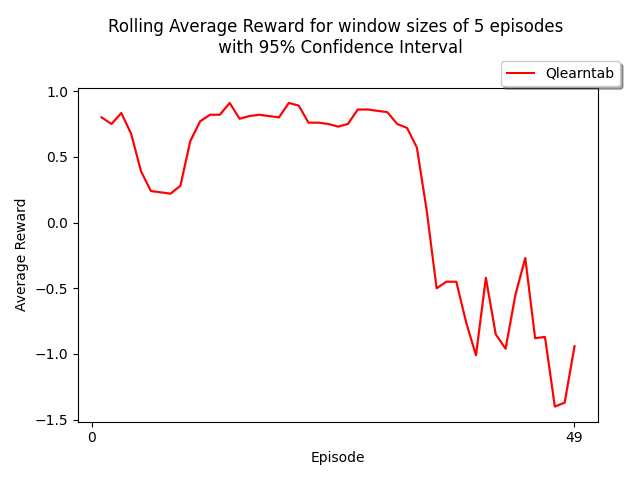 Rolling Average Reward for window sizes of 5 episodes
with 95% Confidence Interval
Qlearntab
1.0
0.5
0.0
−0.5
−1.0
−1.5
Average Reward
0
49
Episode